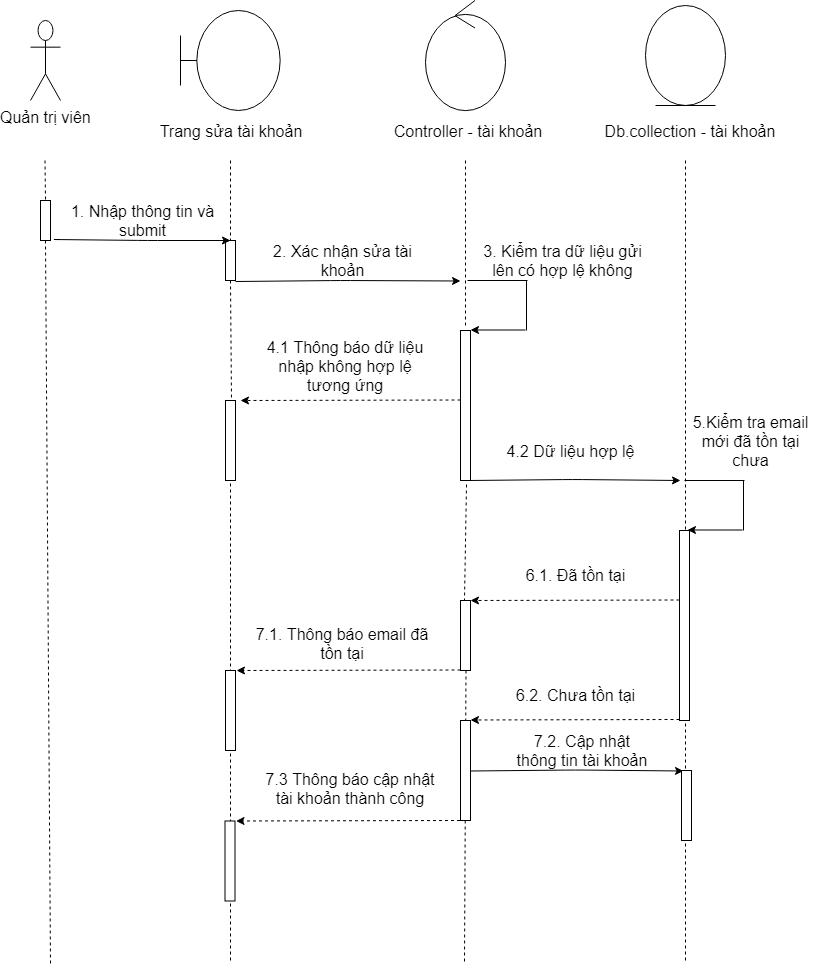 Quản trị viên
Trang sửa tài khoản
Controller - tài khoản
Db.collection - tài khoản
1. Nhập thông tin và
submit
2. Xác nhận sửa tài
khoản
3. Kiểm tra dữ liệu gửi
lên có hợp lệ không
4.1 Thông báo dữ liệu
nhập không hợp lệ
tương ứng
4.2 Dữ liệu hợp lệ
5.Kiểm tra email
mới đã tồn tại
chưa
6.1. Đã tồn tại
7.1. Thông báo email đã
tồn tại
6.2. Chưa tồn tại
7.2. Cập nhật
thông tin tài khoản
7.3 Thông báo cập nhật
tài khoản thành công